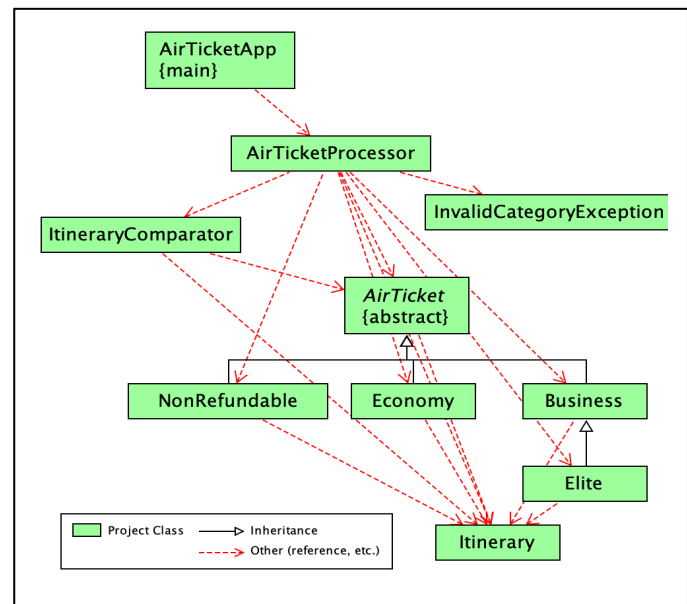 AirTicketApp
{main}
AirTicketProcessor
InvalidCategoryException
ItineraryComparator
AirTicket
{abstract}
NonRefundable
Economy
Business
Elite
Itinerary
Project Class
Inheritance
Other (reference, etc.)